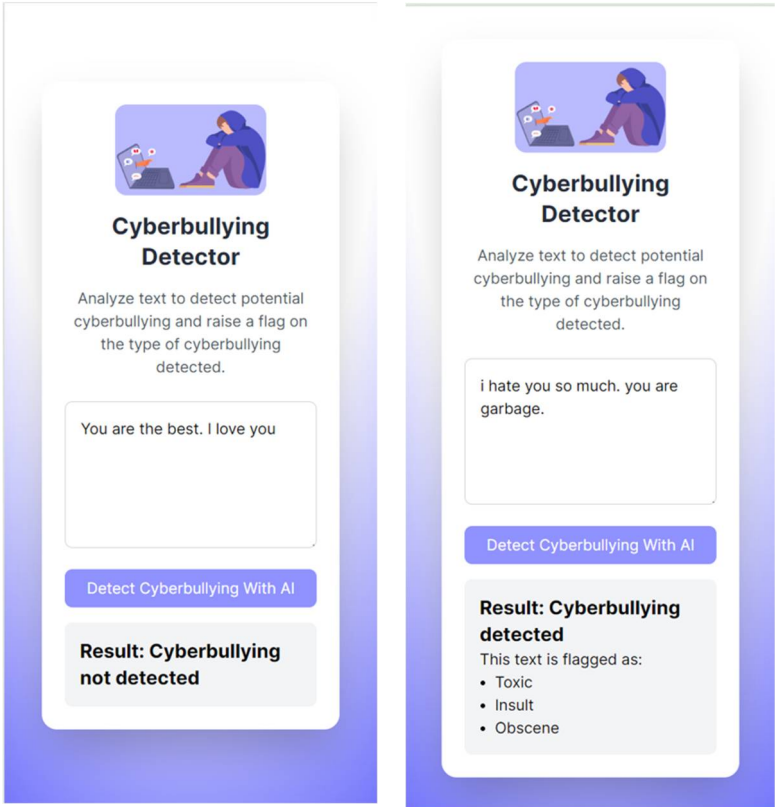 Cyberbullying
Detector
Analyze text to detect potential
cyberbullying and raise a flag on
the type of cyberbullying
detected.
You are the best. I love you
Detect Cyberbullying With AI
Result: Cyberbullying
not detected
Cyberbullying
Detector
Analyze text to detect potential
cyberbullying and raise a flag on
the type of cyberbullying
detected.
i hate you so much. you are
garbage.
Detect Cyberbullying With AI
Result: Cyberbullying
detected
This text is flagged as:
• Toxic
• Insult
• Obscene